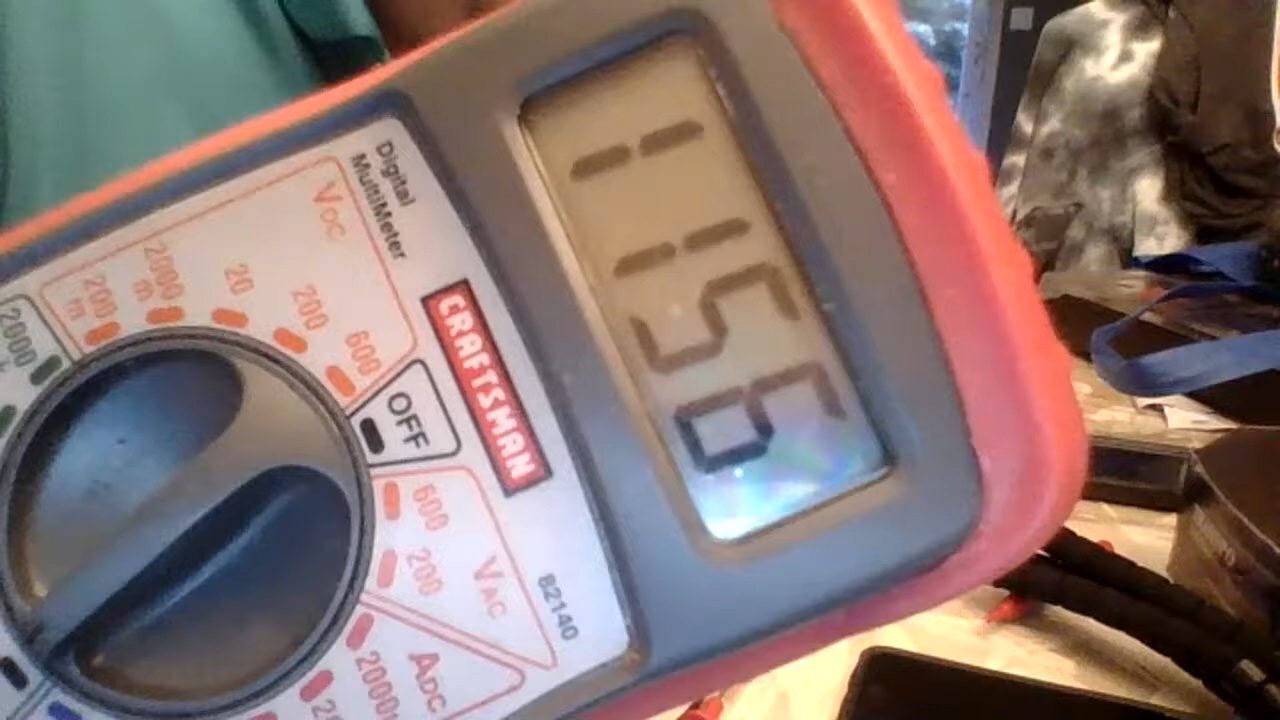 1156
CRAFTSMAN
82140
Digital
MultiMeter
VDC
OFF
VAC
ADC
2000
200
m
2000
m
20
200
600
600
200